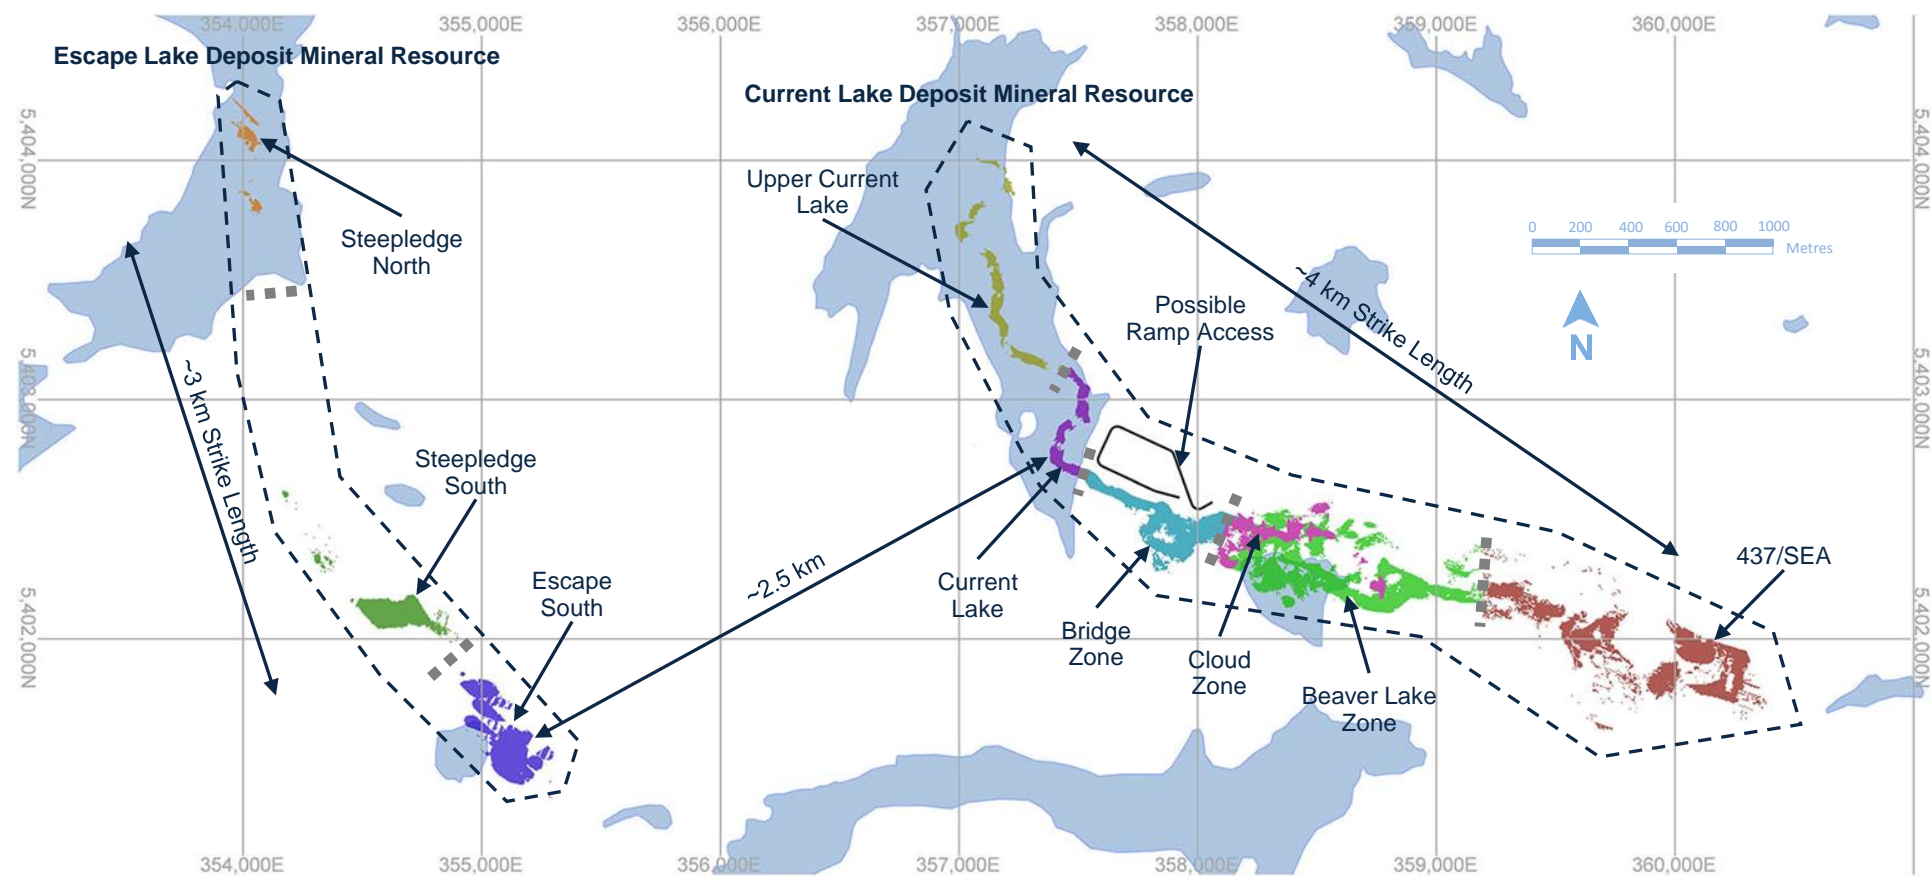 354,000E
355,000E
356,000E
357,000E
358,000E
359,000E
360,000E
Escape Lake Deposit Mineral Resource
Current Lake Deposit Mineral Resource
5,404,000N
5,404,000N
Upper Current
Lake
Steepledge
North
0
200
400
600
800
1000
Metres
~4 km Strike Length
Possible
Ramp Access
N
5,403,000N
5,403,000N
~3 km Strike Length
Steepledge
South
Escape
South
~2.5 km
Current
Lake
437/SEA
5,402,000N
5,402,000N
Bridge
Zone
Cloud
Zone
Beaver Lake
Zone
354,000E
355,000E
356,000E
357,000E
358,000E
359,000E
360,000E